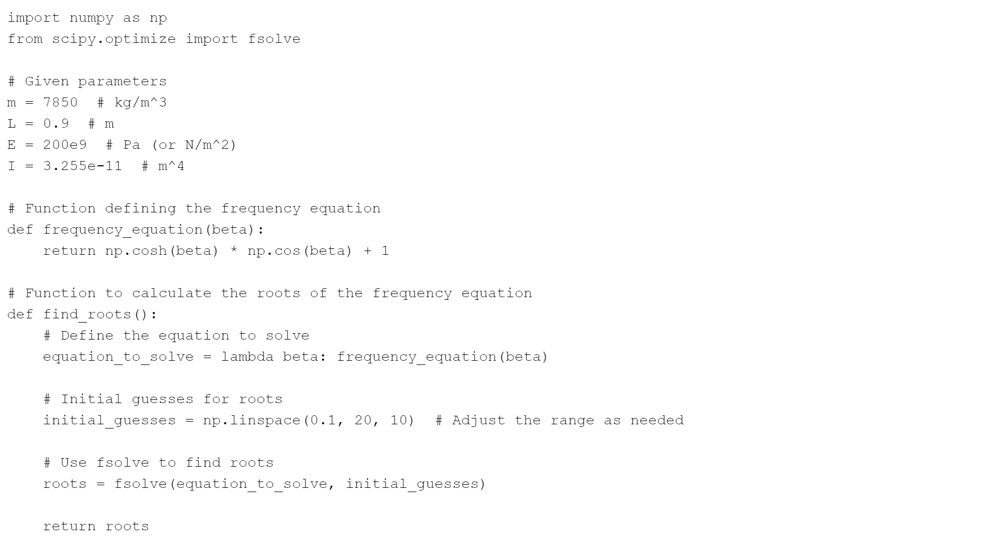 import numpy as np
from scipy.optimize import fsolve

# Given parameters
m = 7850  # kg/m^3
L = 0.9  # m
E = 200e9  # Pa (or N/m^2)
I = 3.255e-11  # m^4

# Function defining the frequency equation
def frequency_equation(beta):
    return np.cosh(beta) * np.cos(beta) + 1

# Function to calculate the roots of the frequency equation
def find_roots():
    # Define the equation to solve
    equation_to_solve = lambda beta: frequency_equation(beta)

    # Initial guesses for roots
    initial_guesses = np.linspace(0.1, 20, 10)  # Adjust the range as needed

    # Use fsolve to find roots
    roots = fsolve(equation_to_solve, initial_guesses)

    return roots